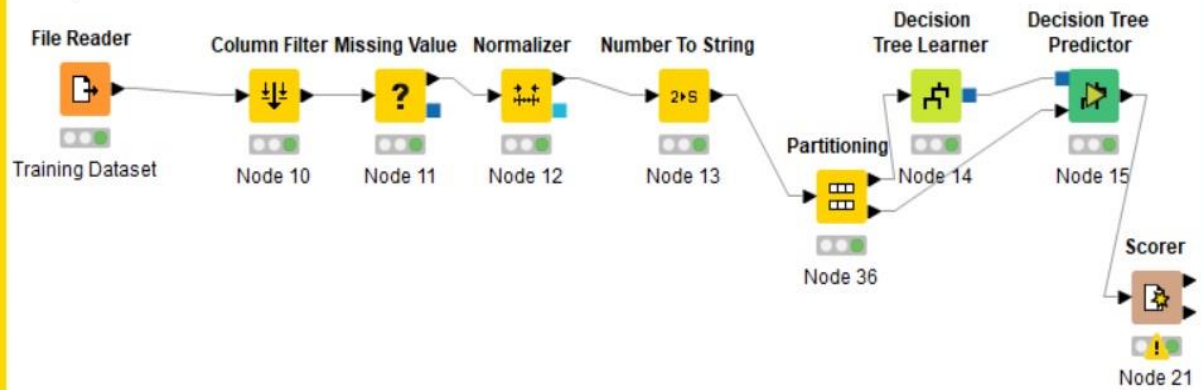 File Reader
Training Dataset
Column Filter
Node 10
Missing Value
?
Node 11
Normalizer
Node 12
Number To String
2▸S
Node 13
Partitioning
Node 36
Decision
Tree Learner
Node 14
Decision Tree
Predictor
Node 15
Scorer
!
Node 21